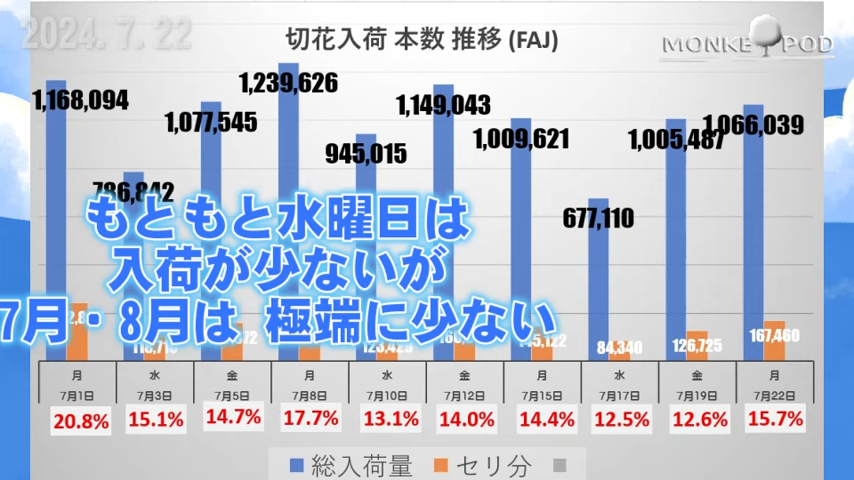 2024. 7. 22
切花入荷 本数 推移 (FAJ)
MONKEYPOD
1,168,094
1,077,545
1,239,626
945,015
1,149,043
1,009,621
677,110
1,005,487
1,066,039
もともと水曜日は
入荷が少ないが
7月・8月は 極端に少ない
84,340
126,725
167,460
月 水 金 月 水 金 月 水 金 月
7月1日 7月3日 7月5日 7月8日 7月10日 7月12日 7月15日 7月17日 7月19日 7月22日
20.8% 15.1% 14.7% 17.7% 13.1% 14.0% 14.4% 12.5% 12.6% 15.7%
総入荷量 セリ分